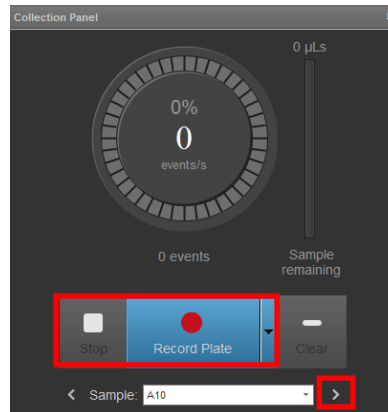 Collection Panel
0 µLs
0%
0
events/s
0 events
Sample
remaining
Stop
Record Plate
Clear
Sample:
A10